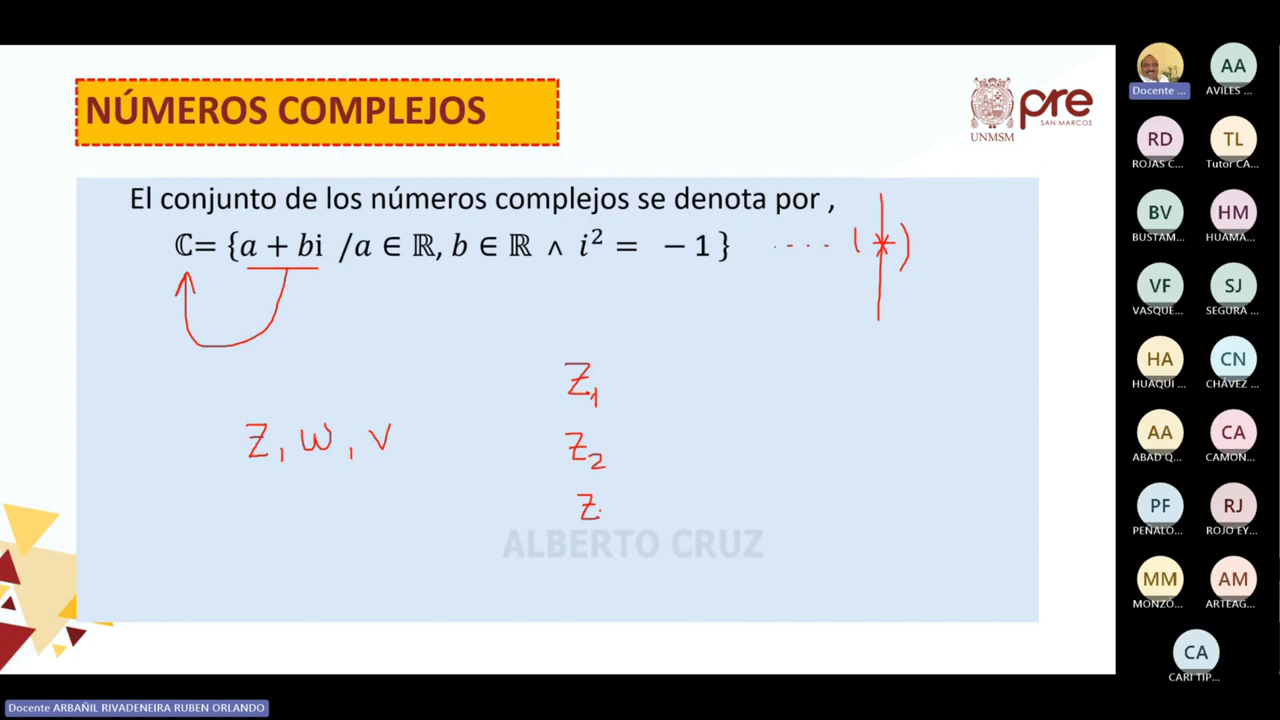 NÚMEROS COMPLEJOS
UNMSM
pre
SAN MARCOS
El conjunto de los números complejos se denota por ,
ℂ= {a + bi /a ∈ ℝ, b ∈ ℝ ∧ i² = −1 }
.... (*)
Z, w, v
Z₁
Z₂
Z
ALBERTO CRUZ
Docente ...
AA
AVILES ...
RD
ROJAS C...
TL
Tutor CA...
BV
BUSTAM...
HM
HUAMA...
VF
VASQUE...
SJ
SEGURA ...
HA
HUAQUI ...
CN
CHÁVEZ ...
AA
ABAD Q...
CA
CAMON...
PF
PEÑALO...
RJ
ROJO EY...
MM
MONZÓ...
AM
ARTEAG...
CA
CARI TIP...
Docente ARBAÑIL RIVADENEIRA RUBEN ORLANDO